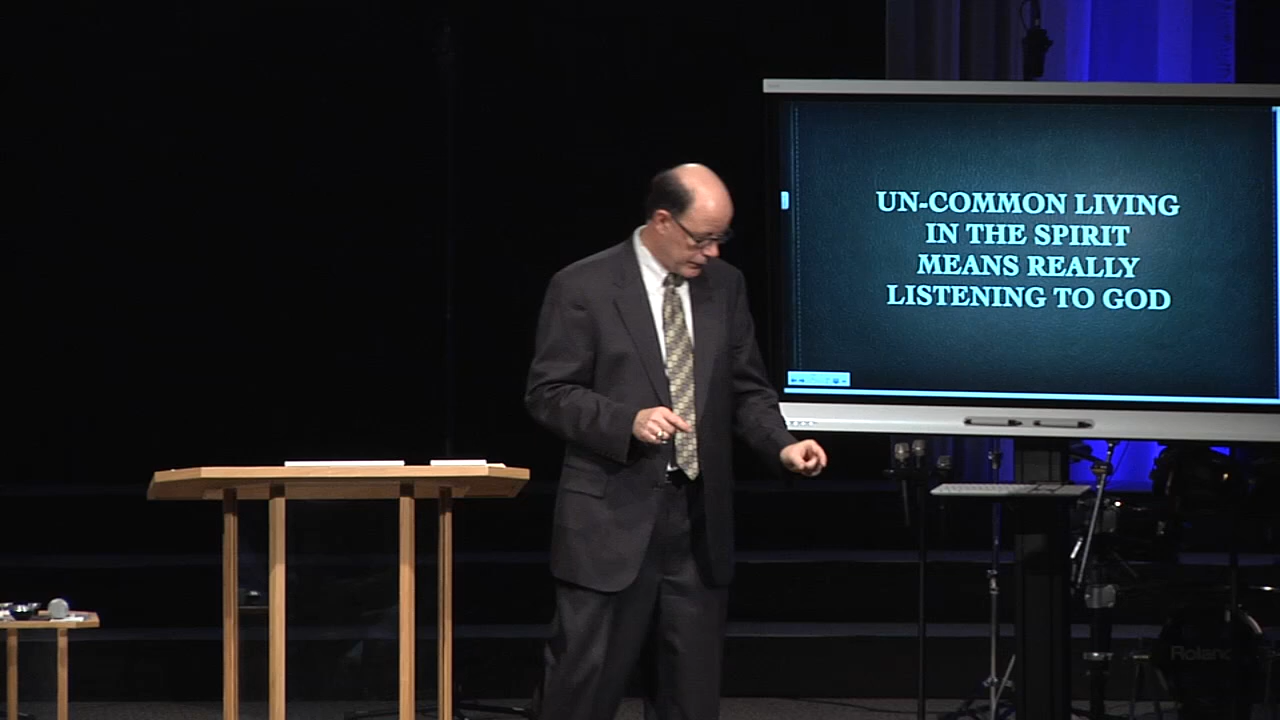 UN-COMMON LIVING
IN THE SPIRIT
MEANS REALLY
LISTENING TO GOD
Roland